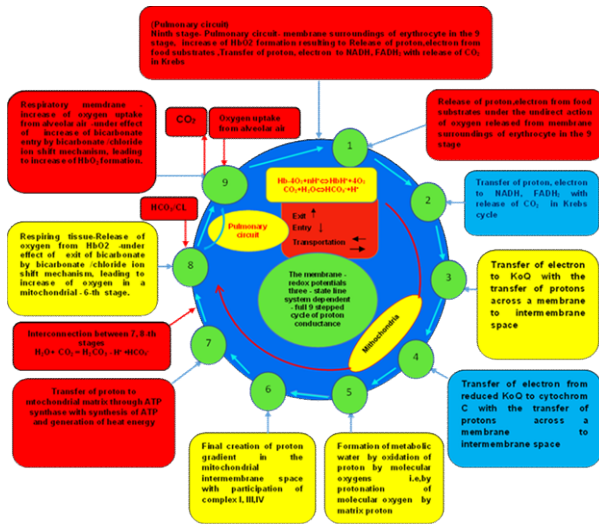 (Pulmonary circuit)
Ninth stage- Pulmonary circuit- membrane surroundings of erythrocyte in the 9
stage, increase of HbO2 formation resulting to Release of proton,electron from
food substrates .Transfer of proton, electron to NADH, FADH2 with release of CO2
in Krebs
Respiratory membrane -
increase of oxygen uptake
from alveolar air -under effect
of increase of bicarbonate
entry by bicarbonate /chloride
ion shift mechanism, leading
to increase of HbO2 formation.
CO2
Oxygen uptake
from alveolar air
Release of proton,electron from food
substrates under the undirect action
of oxygen released from membrane
surroundings of erythrocyte in the 9
stage
1
9
2
Hb-4O2+nH+⇔HbH+ +4O2
CO2+H2O⇔HCO3-+H+
Exit ↑
Entry ↓
Transportation
Transfer of proton, electron
to NADH, FADH2 with
release of CO2 in Krebs
cycle
HCO3-/CL
Pulmonary
circuit
Respiring tissue-Release of
oxygen from HbO2 -under
effect of exit of bicarbonate
by bicarbonate /chloride ion
shift mechanism, leading to
increase of oxygen in a
mitochondrial - 6-th stage.
8
3
The membrane -
redox potentials
three - state line
system dependent
- full 9 stepped
cycle of proton
conductance
Transfer of electron
to KoQ with the
transfer of protons
across a membrane
to intermembrane
space
Interconnection between 7, 8-th
stages
H2O+ CO2 = H2CO3 - H+ +HCO3-
Mithochondria
7
4
Transfer of proton to
mitochondrial matrix through ATP
synthase with synthesis of ATP
and generation of heat energy
6
5
Transfer of electron from
reduced KoQ to cytochrom
C with the transfer of
protons across a
membrane to
intermembrane space
Final creation of proton
gradient in the
mitochondrial
intermembrane space
with participation of
complex I, III,IV
Formation of metabolic
water by oxidation of
proton by molecular
oxygens i.e,by
protonation of
molecular oxygen by
matrix proton